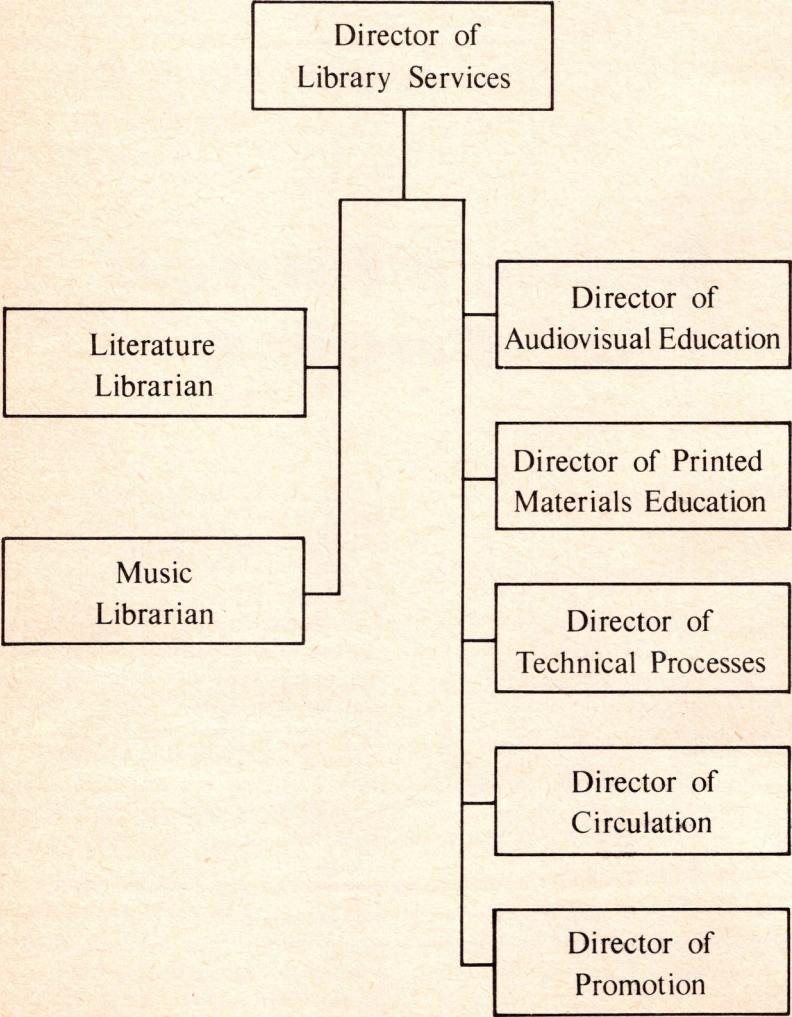 Director of
Library Services
Literature
Librarian
Music
Librarian
Director of
Audiovisual Education
Director of Printed
Materials Education
Director of
Technical Processes
Director of
Circulation
Director of
Promotion